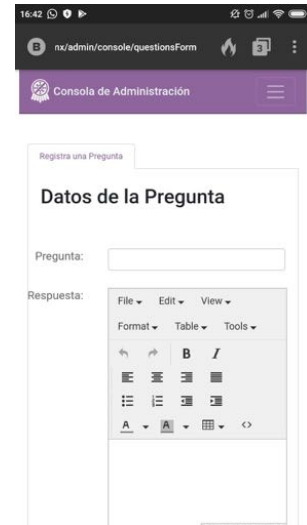 16:42
B nx/admin/console/questionsForm 3
Consola de Administración
Registra una Pregunta
Datos de la Pregunta
Pregunta:
Respuesta:
File Edit View
Format Table Tools
B I
A A <>